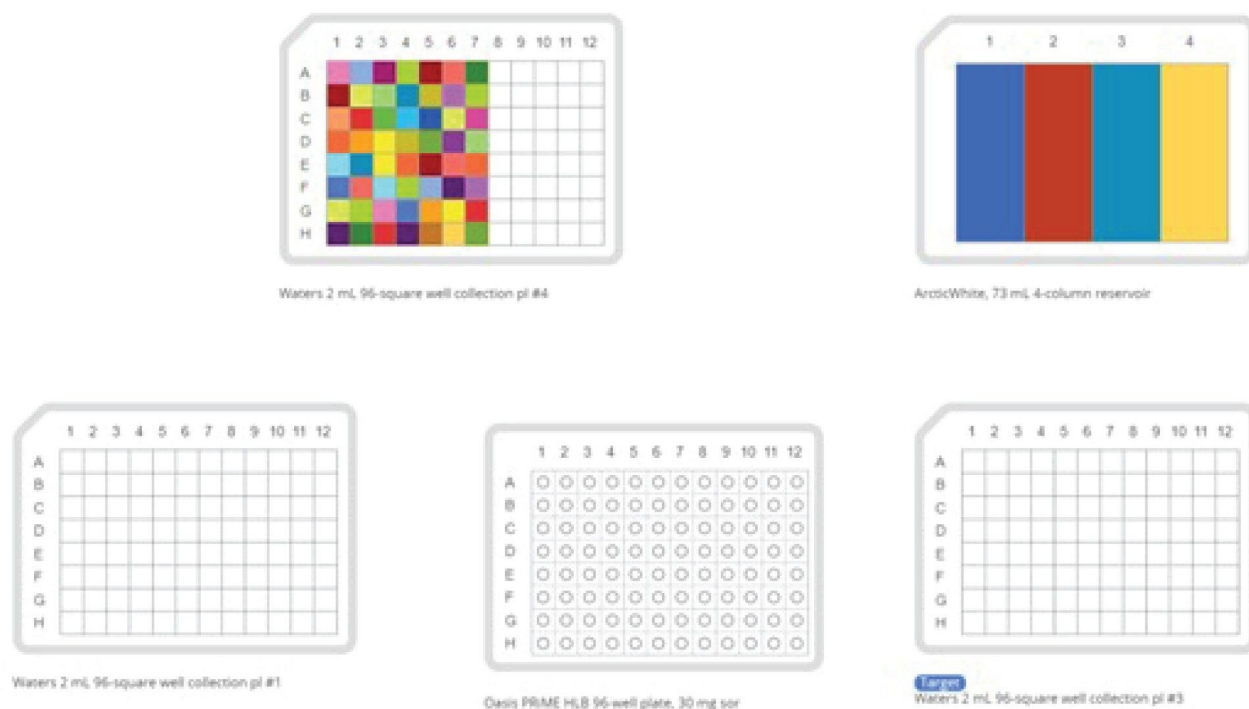 1 2 3 4 5 6 7 8 9 10 11 12
A
B
C
D
E
F
G
H
Waters 2 mL 96-square well collection pl #4
1 2 3 4
ArcticWhite, 73 mL 4-column reservoir
1 2 3 4 5 6 7 8 9 10 11 12
A
B
C
D
E
F
G
H
Waters 2 mL 96-square well collection pl #1
1 2 3 4 5 6 7 8 9 10 11 12
A
B
C
D
E
F
G
H
Oasis PRiME HLB 96-well plate, 30 mg sor
1 2 3 4 5 6 7 8 9 10 11 12
A
B
C
D
E
F
G
H
Target
Waters 2 mL 96-square well collection pl #3